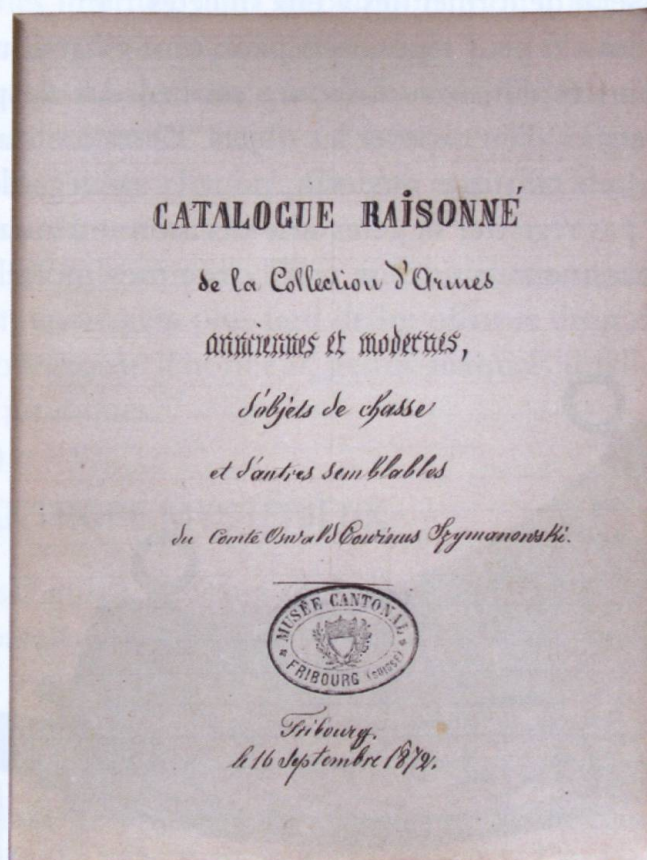 CATALOGUE RAISONNÉ
de la Collection d'Armes
anniennes et modernes,
d'objets de chasse
et d'autres semblables
du Comte Oswald Corvinus Szymanowski.
MUSÉE CANTONAL
FRIBOURG (SUISSE)
Fribourg.
le 16 Septembre 1872.